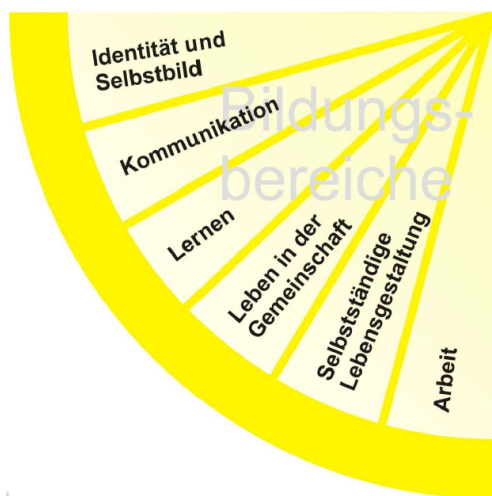 Bildungs-
bereiche
Identität und
Selbstbild
Kommunikation
Lernen
Leben in der
Gemeinschaft
Selbstständige
Lebensgestaltung
Arbeit